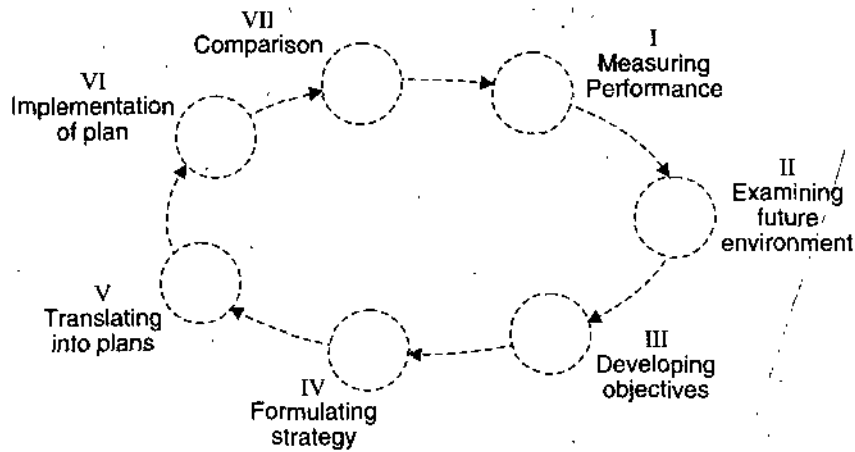 I
Measuring
Performance
II
Examining
future
environment
III
Developing
objectives
IV
Formulating
strategy
V
Translating
into plans
VI
Implementation
of plan
VII
Comparison